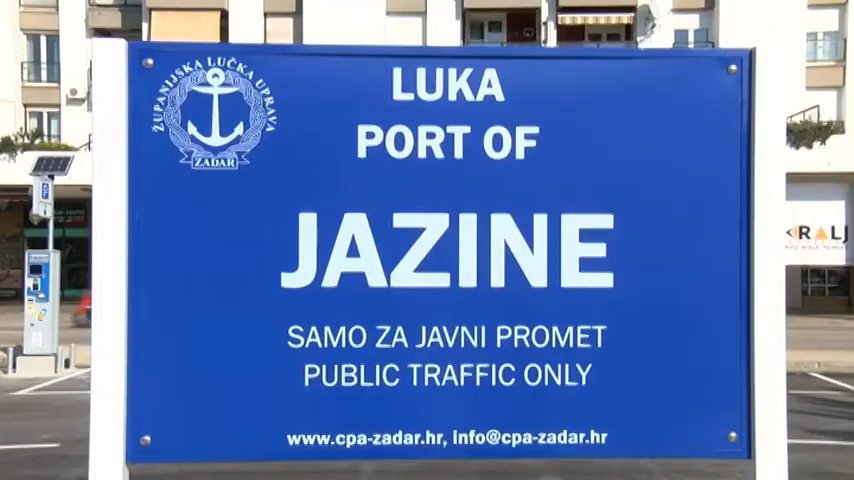 ŽUPANIJSKA LUČKA UPRAVA
ZADAR
LUKA
PORT OF
JAZINE
SAMO ZA JAVNI PROMET
PUBLIC TRAFFIC ONLY
www.cpa-zadar.hr, info@cpa-zadar.hr
KRALJ